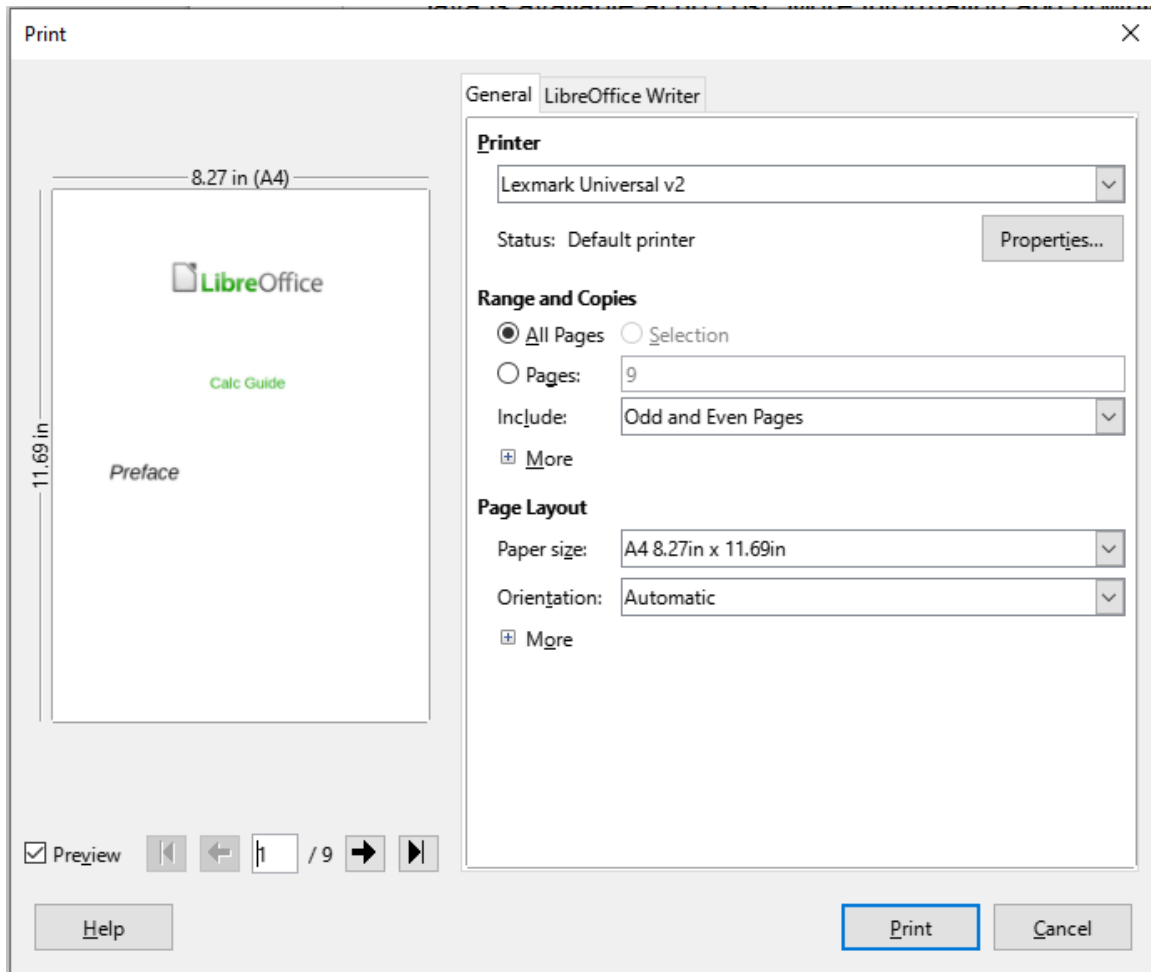 Print
General LibreOffice Writer
Printer
8.27 in (A4)
Lexmark Universal v2
Status: Default printer
Properties...
LibreOffice
Range and Copies
All Pages Selection
Calc Guide
Pages: 9
Include: Odd and Even Pages
11.69 in
Preface
More
Page Layout
Paper size: A4 8.27in x 11.69in
Orientation: Automatic
More
Preview 1 / 9
Help
Print
Cancel